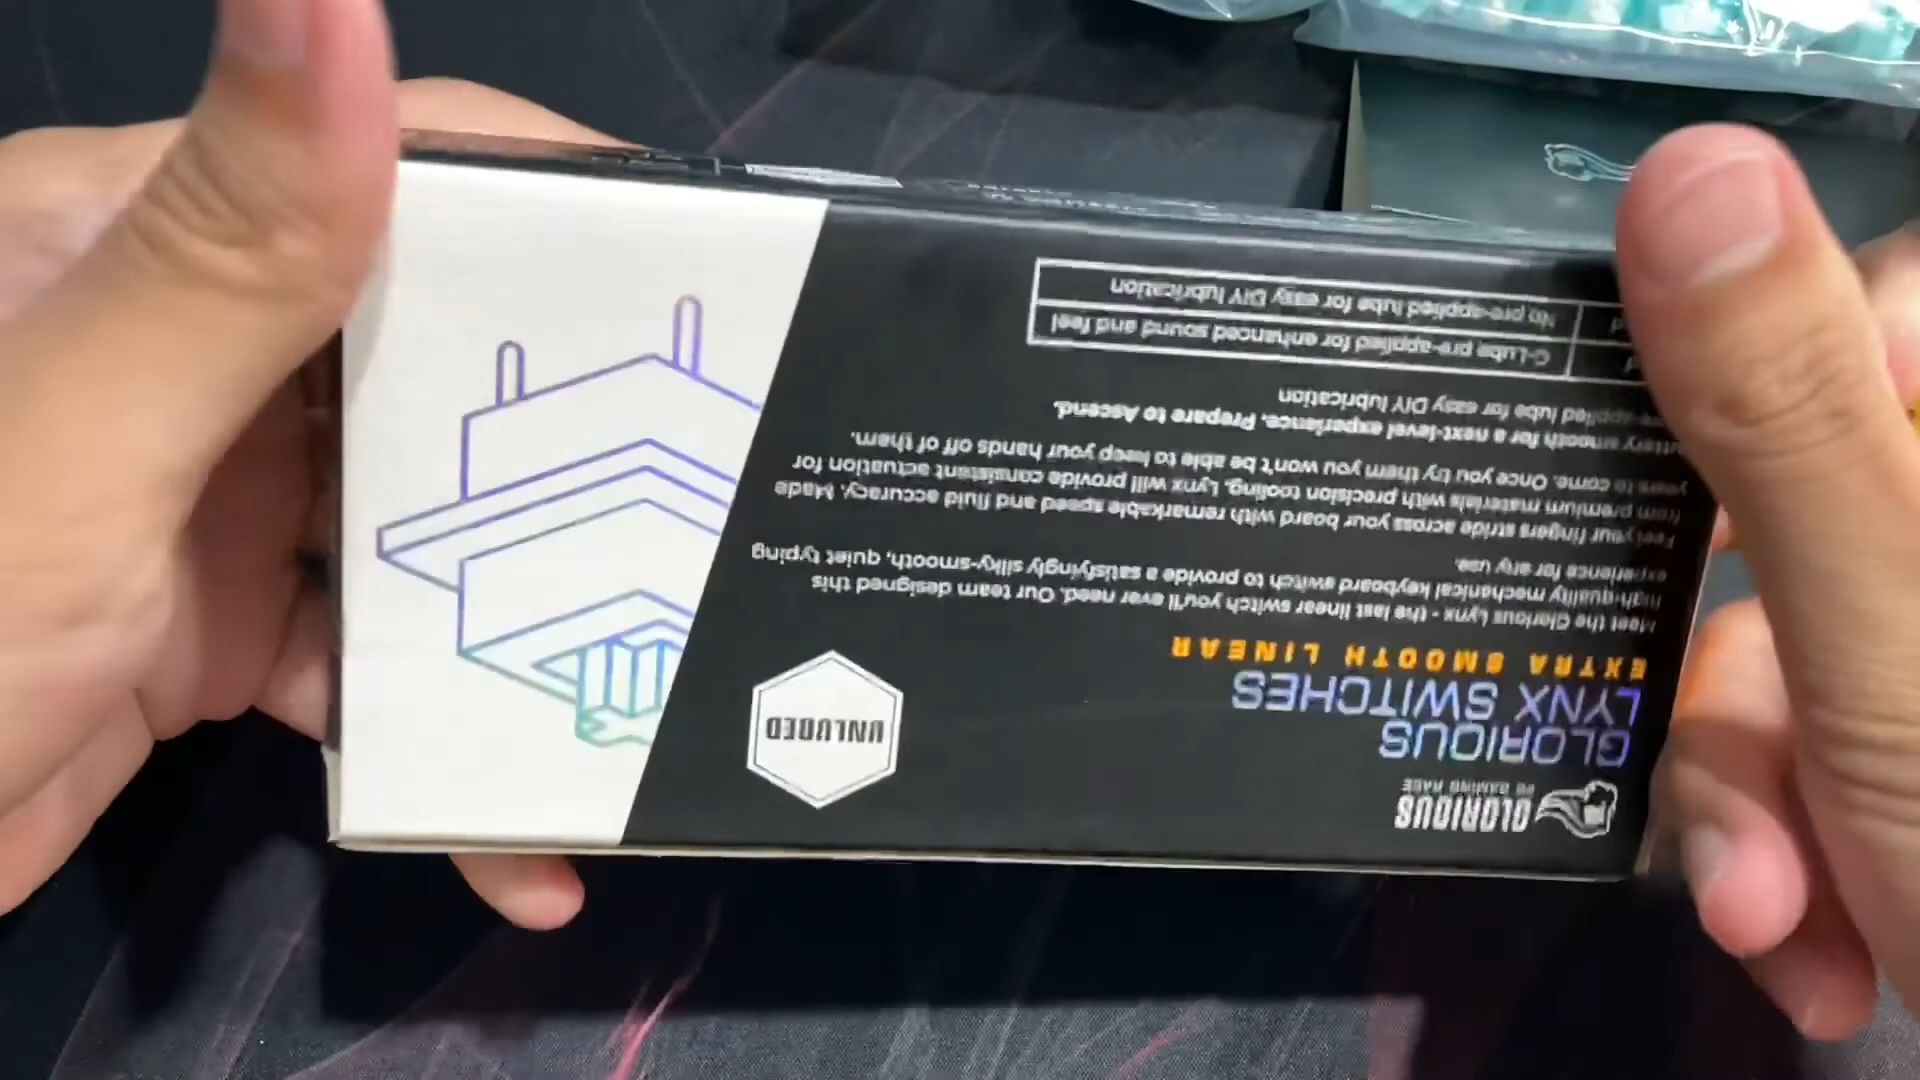 GLORIOUS
PC GAMING RACE
GLORIOUS
LYNX SWITCHES
EXTRA SMOOTH LINEAR
UNLUBED
Meet the Glorious Lynx - the last linear switch you'll ever need. Our team designed this
high-quality mechanical keyboard switch to provide a satisfyingly silky-smooth, quiet typing
experience for any use.
Feel your fingers stride across your board with remarkable speed and fluid accuracy. Made
from premium materials with precision tooling, Lynx will provide consistent actuation for
years to come. Once you try them you won't be able to keep your hands off of them.
smooth for a next-level experience. Prepare to Ascend.
lube for easy DIY lubrication
G-Lube pre-applied for enhanced sound and feel
No pre-applied lube for easy DIY lubrication